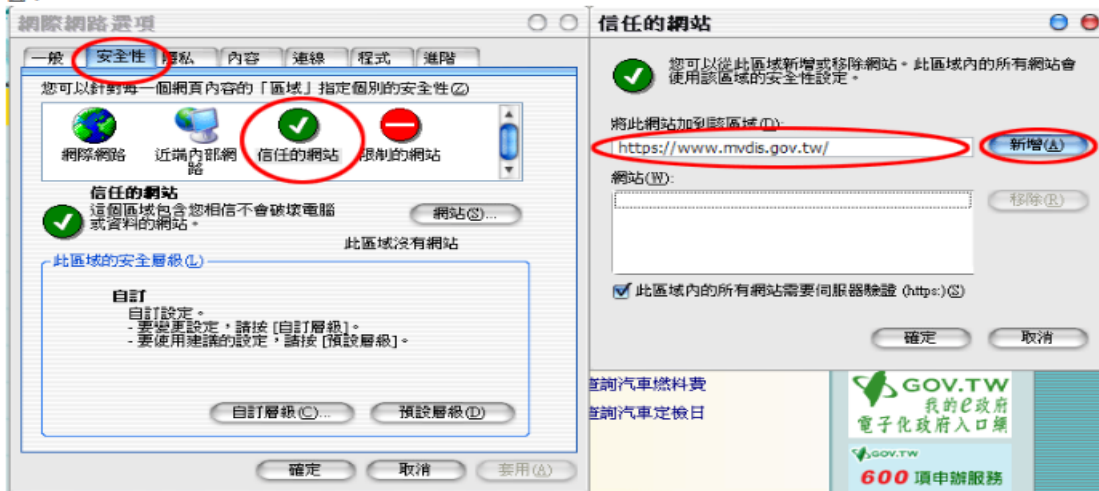 網際網路選項
一般 安全性 隱私 內容 連線 程式 進階
您可以針對每一個網頁內容的「區域」指定個別的安全性(Z)
網際網路 近端內部網路 信任的網站 限制的網站
信任的網站
這個區域包含您相信不會破壞電腦
或資料的網站。
網站(S)...
此區域沒有網站
此區域的安全層級(L)
自訂
自訂設定。
- 要變更設定，請按 [自訂層級]。
- 要使用建議的設定，請按 [預設層級]。
自訂層級(C)... 預設層級(D)
確定 取消 套用(A)
信任的網站
您可以從此區域新增或移除網站。此區域內的所有網站會
使用該區域的安全性設定。
將此網站加到該區域(D):
https://www.mvdis.gov.tw/ 新增(A)
網站(W):
移除(R)
此區域內的所有網站需要伺服器驗證 (https:)(S)
確定 取消
查詢汽車燃料費
查詢汽車定檢日
GOV.TW
我的e政府
電子化政府入口網
GOV.TW
600 項申辦服務